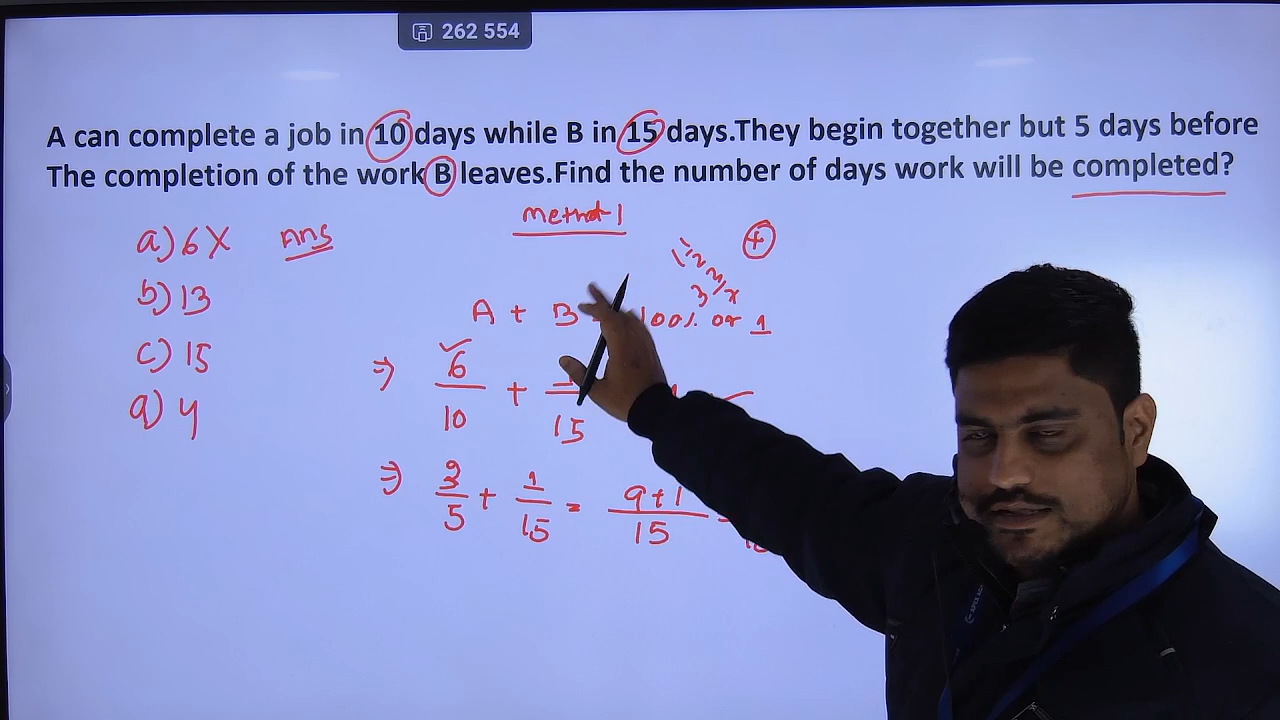 262 554
A can complete a job in 10 days while B in 15 days.They begin together but 5 days before
The completion of the work B leaves.Find the number of days work will be completed?
Method-1
a) 6 X Ans
+
b) 13
A + B 100% or 1
c) 15
⇒ 6/10 + /15
d) 4
⇒ 3/5 + 1/15 = 9+1/15